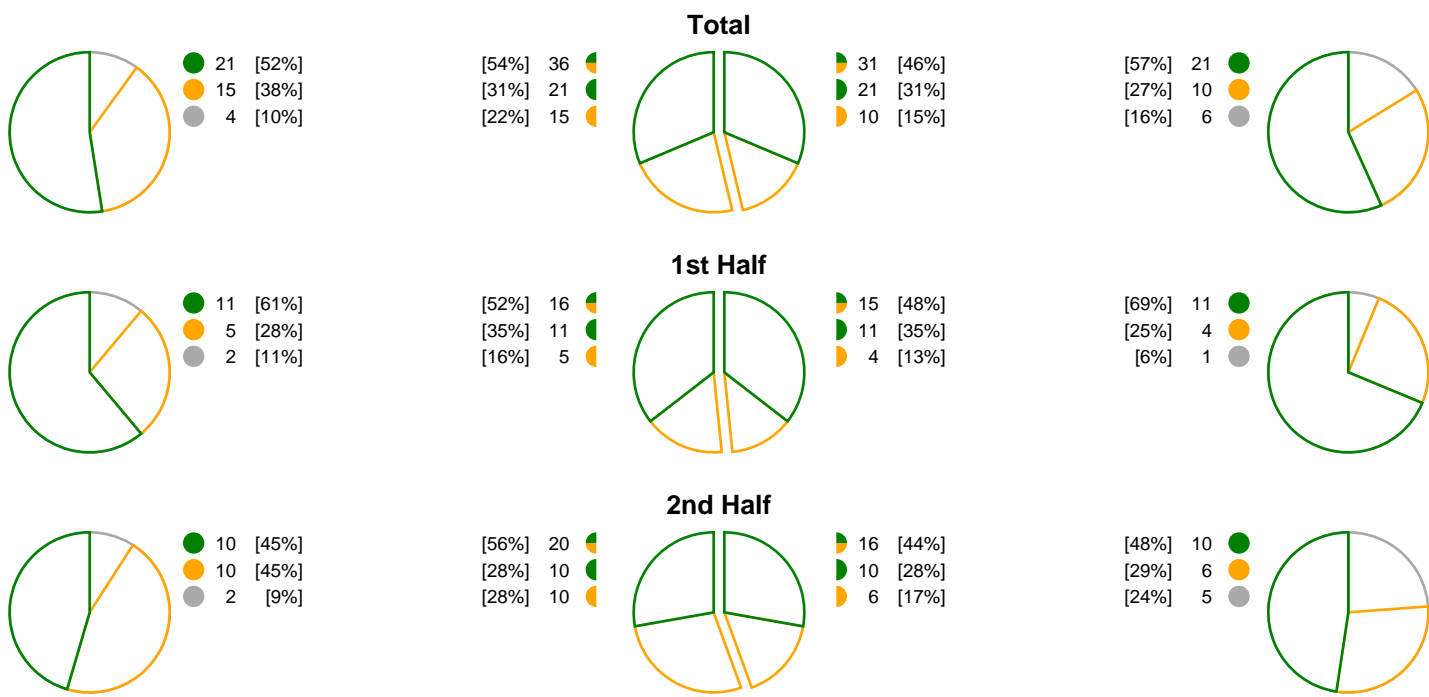 Total
21 [52%] [54%] 36 31 [46%] [57%] 21
15 [38%] [31%] 21 21 [31%] [27%] 10
4 [10%] [22%] 15 10 [15%] [16%] 6
1st Half
11 [61%] [52%] 16 15 [48%] [69%] 11
5 [28%] [35%] 11 11 [35%] [25%] 4
2 [11%] [16%] 5 4 [13%] [6%] 1
2nd Half
10 [45%] [56%] 20 16 [44%] [48%] 10
10 [45%] [28%] 10 10 [28%] [29%] 6
2 [9%] [28%] 10 6 [17%] [24%] 5